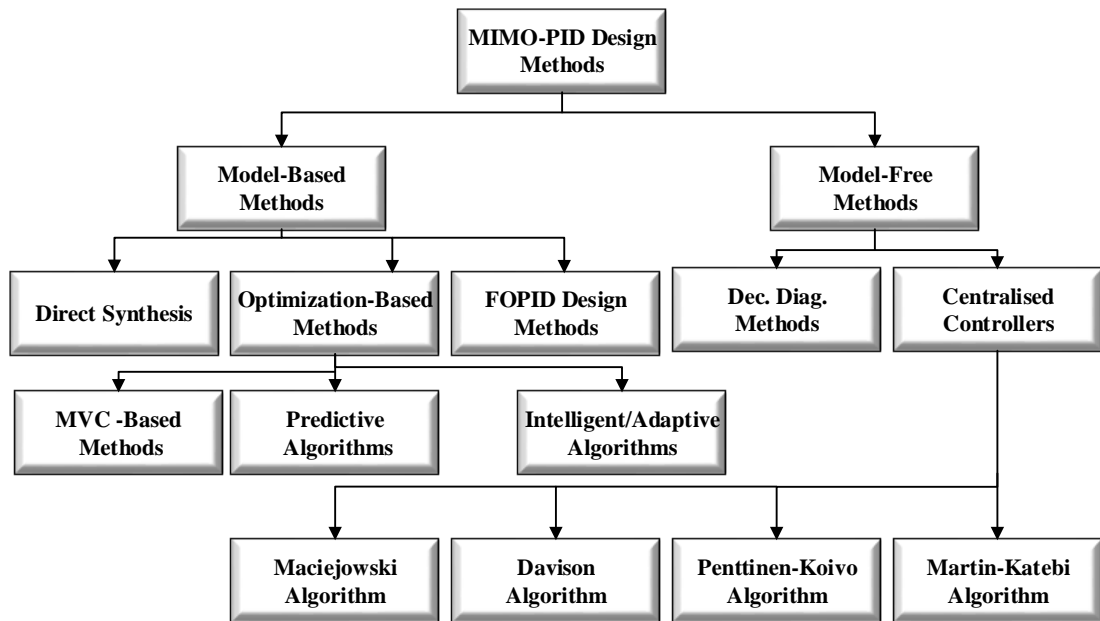 MIMO-PID Design
Methods
Model-Based
Methods
Model-Free
Methods
Direct Synthesis
Optimization-Based
Methods
FOPID Design
Methods
Dec. Diag.
Methods
Centralised
Controllers
MVC -Based
Methods
Predictive
Algorithms
Intelligent/Adaptive
Algorithms
Maciejowski
Algorithm
Davison
Algorithm
Penttinen-Koivo
Algorithm
Martin-Katebi
Algorithm